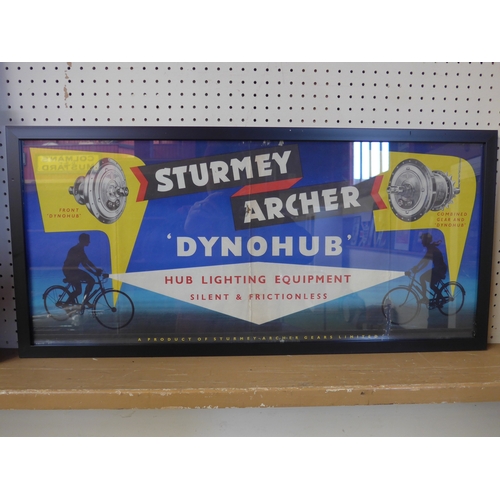 STURMEY
ARCHER
FRONT
'DYNOHUB'
COMBINED
GEAR AND
'DYNOHUB'
'DYNOHUB'
HUB LIGHTING EQUIPMENT
SILENT & FRICTIONLESS
A PRODUCT OF STURMEY-ARCHER GEARS LIMITED